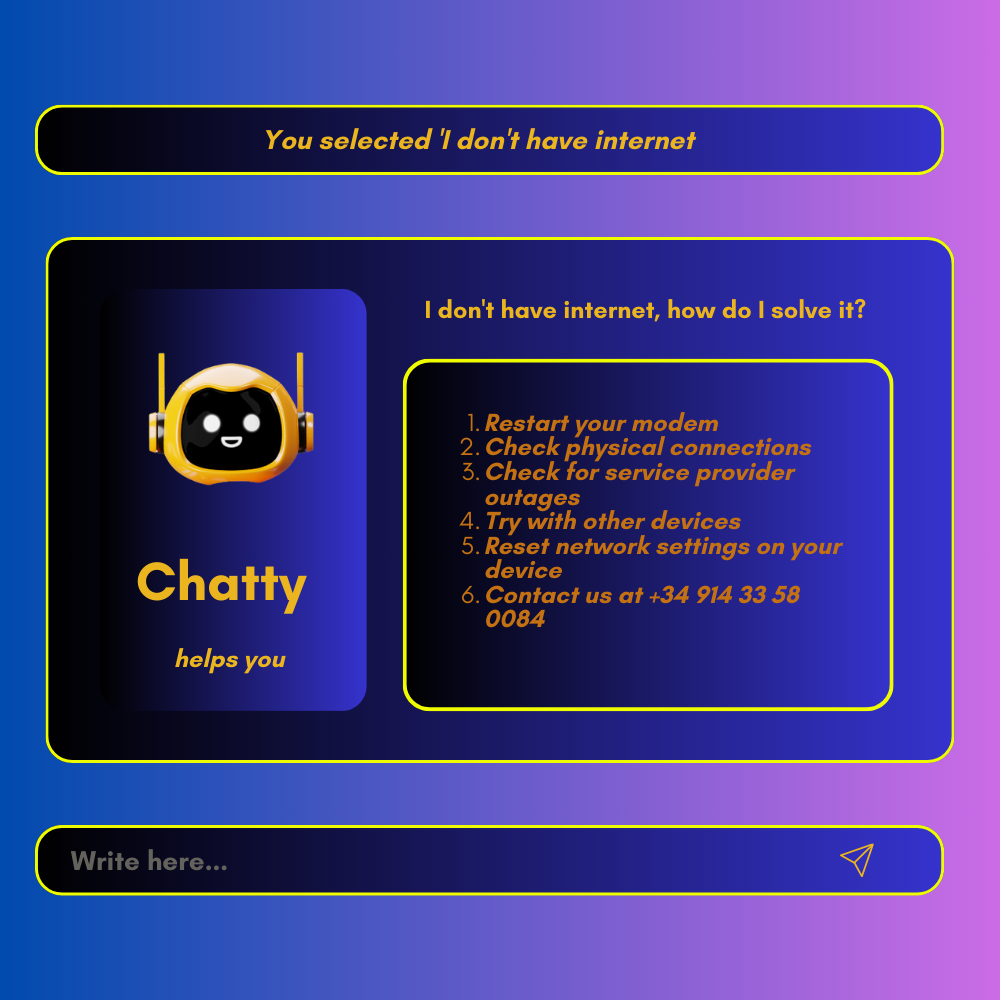 You selected 'I don't have internet
I don't have internet, how do I solve it?
Chatty
helps you
1. Restart your modem
2. Check physical connections
3. Check for service provider
outages
4. Try with other devices
5. Reset network settings on your
device
6. Contact us at +34 914 33 58
0084
Write here...